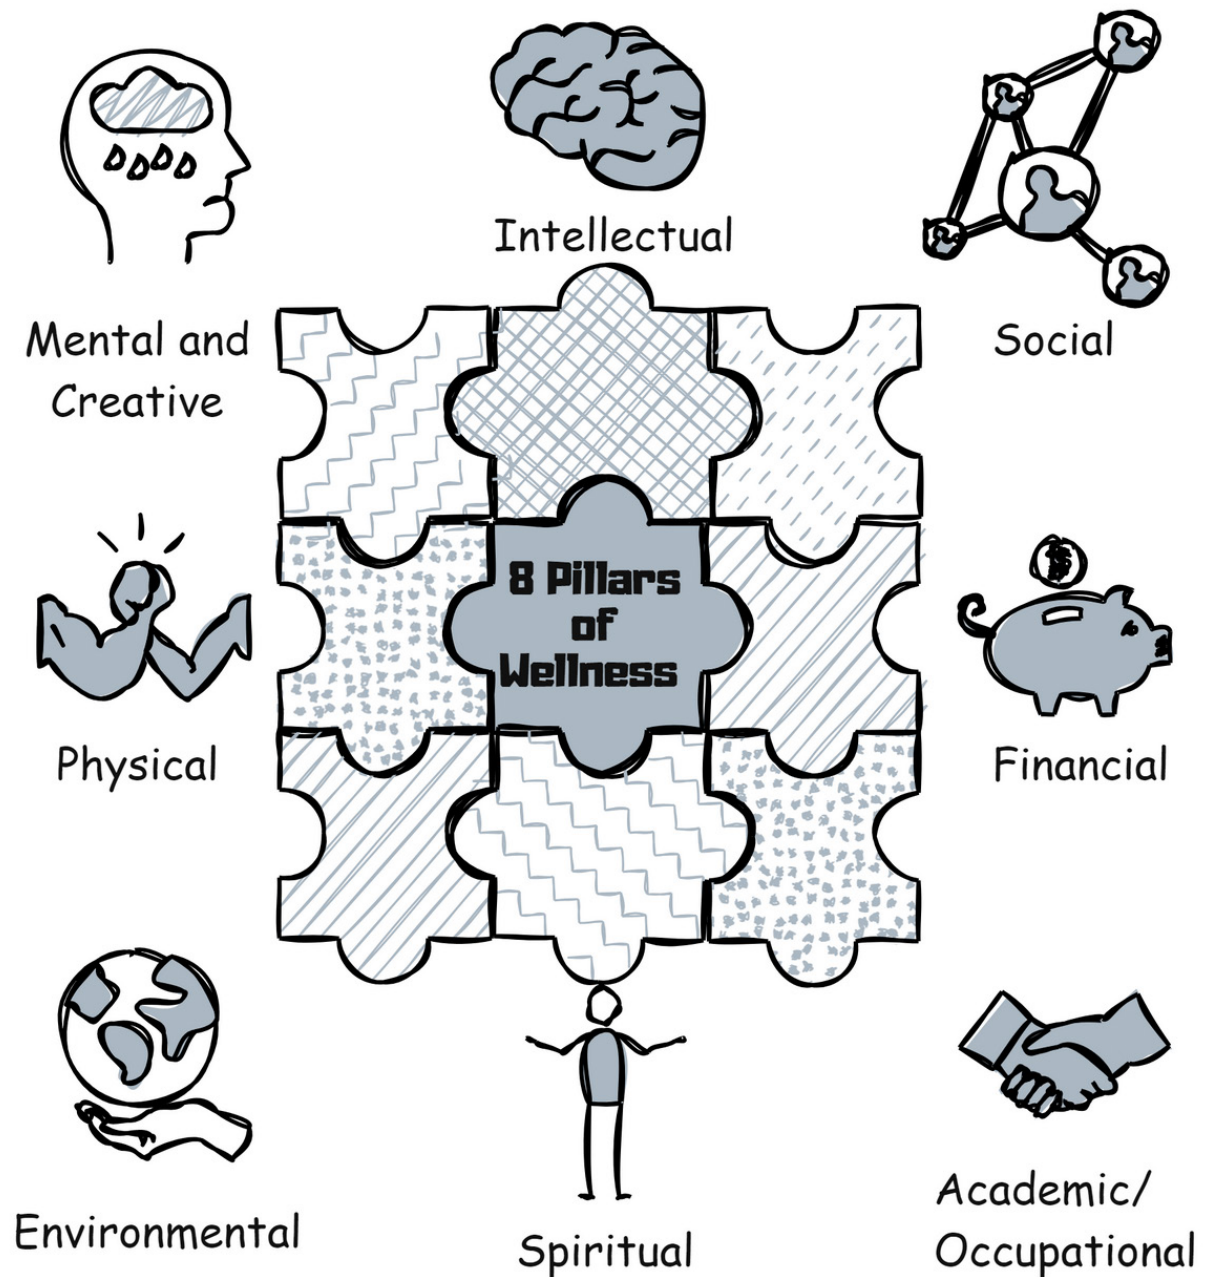 Intellectual
Mental and
Creative
Social
8 Pillars
of
Wellness
Physical
Financial
Environmental
Spiritual
Academic/
Occupational